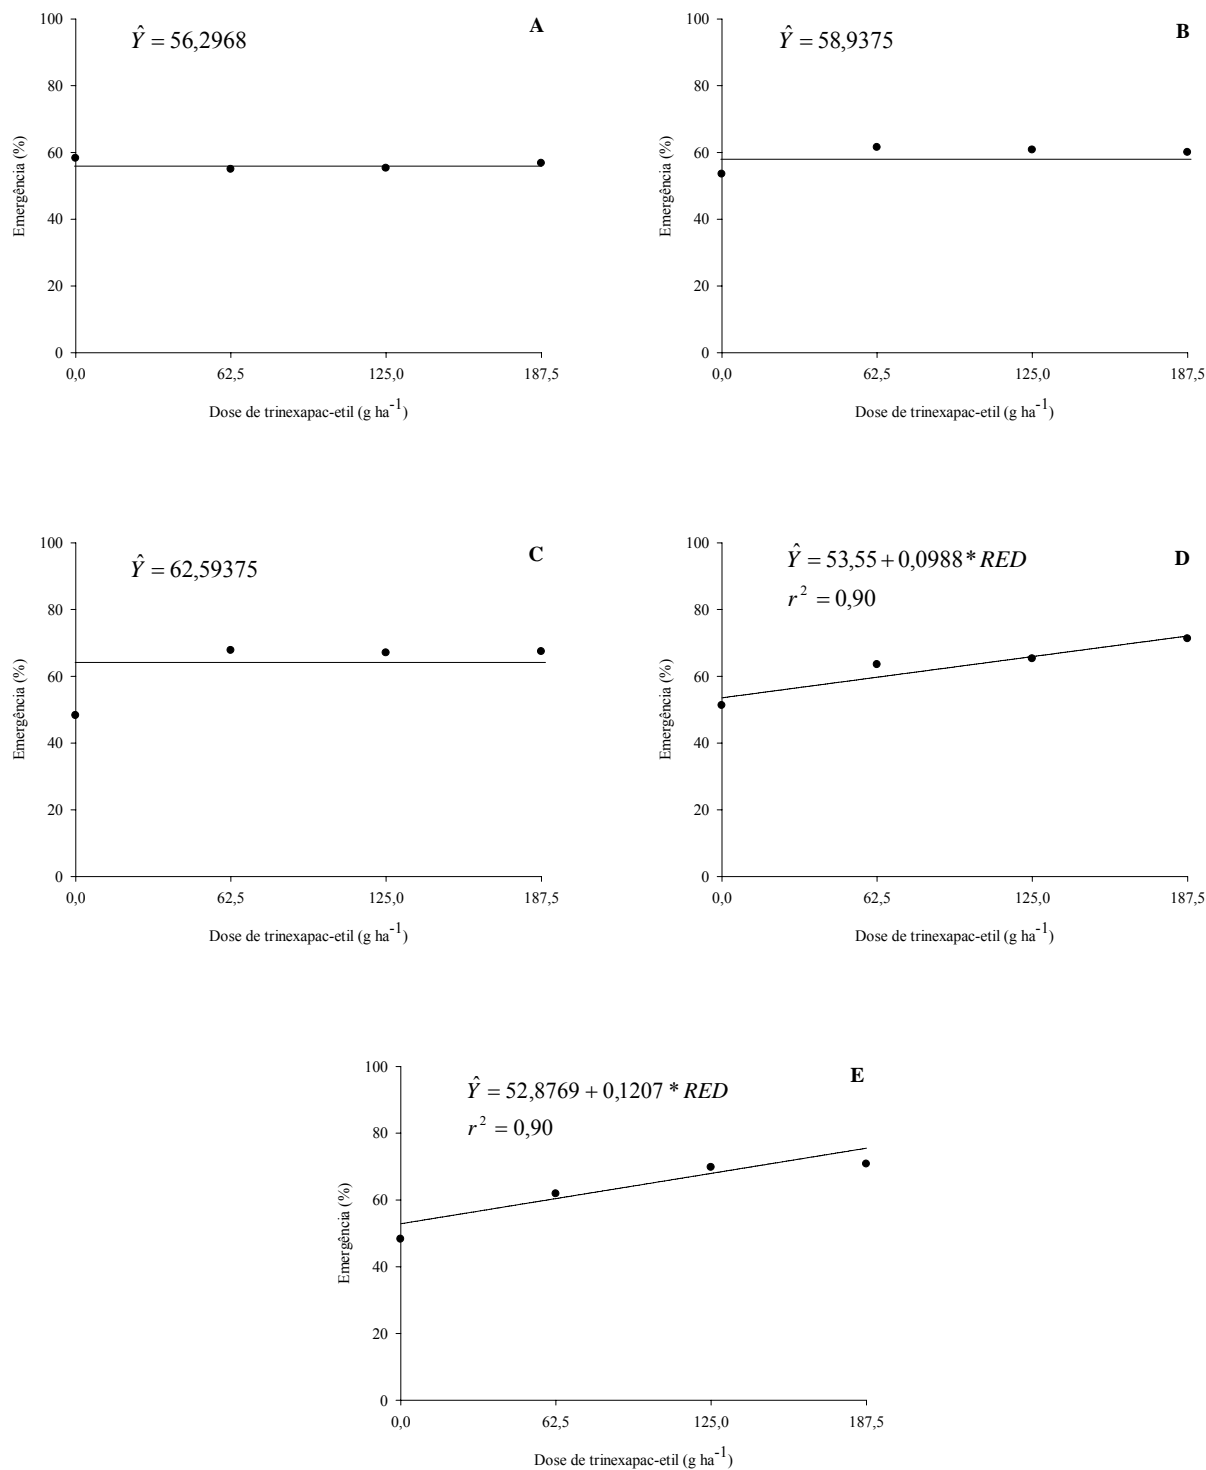 A
Ŷ = 56,2968
100
80
60
40
20
0
Emergência (%)
0,0 62,5 125,0 187,5
Dose de trinexapac-etil (g ha⁻¹)
B
Ŷ = 58,9375
100
80
60
40
20
0
Emergência (%)
0,0 62,5 125,0 187,5
Dose de trinexapac-etil (g ha⁻¹)
C
Ŷ = 62,59375
100
80
60
40
20
0
Emergência (%)
0,0 62,5 125,0 187,5
Dose de trinexapac-etil (g ha⁻¹)
D
Ŷ = 53,55 + 0,0988 * RED
r² = 0,90
100
80
60
40
20
0
Emergência (%)
0,0 62,5 125,0 187,5
Dose de trinexapac-etil (g ha⁻¹)
E
Ŷ = 52,8769 + 0,1207 * RED
r² = 0,90
100
80
60
40
20
0
Emergência (%)
0,0 62,5 125,0 187,5
Dose de trinexapac-etil (g ha⁻¹)